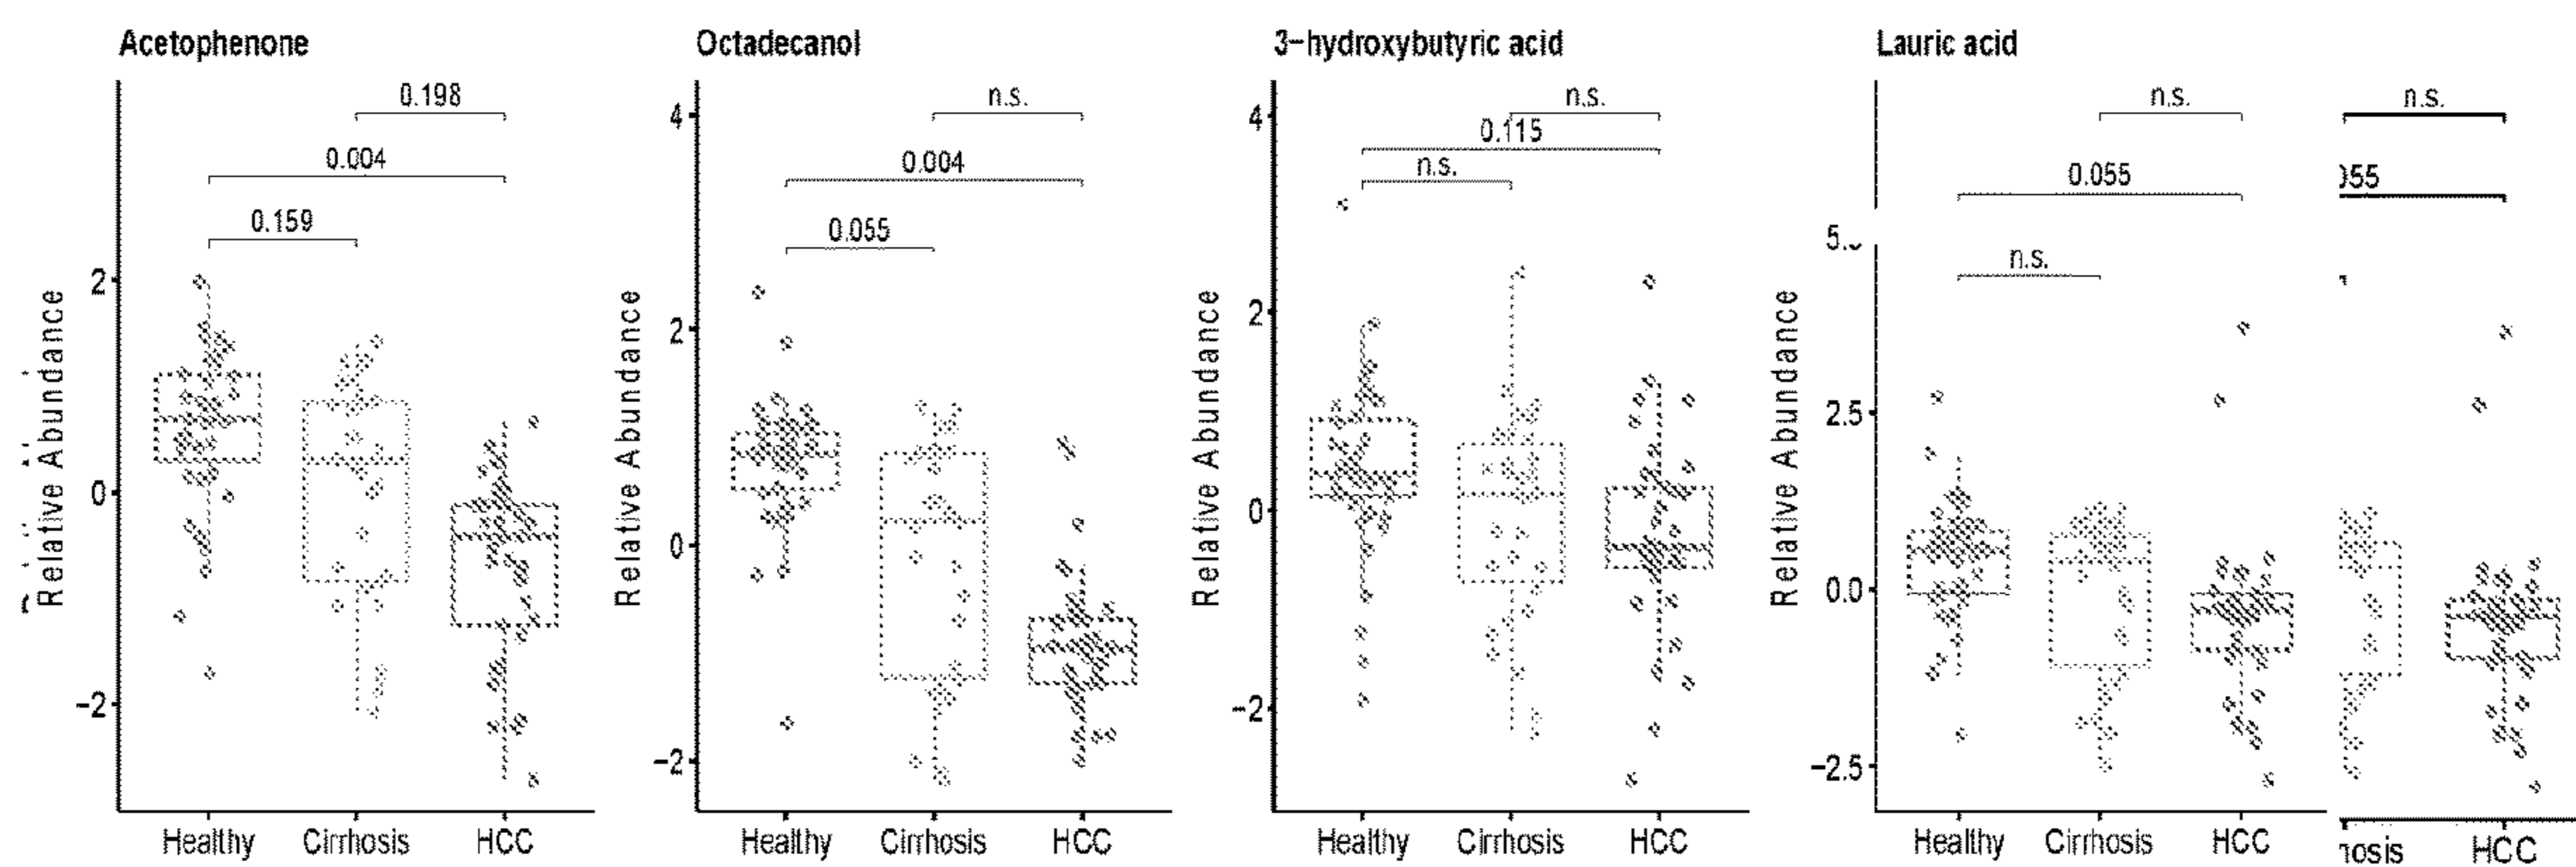 Acetophenone
0.198
0.004
0.159
2
0
-2
Relative Abundance
Healthy Cirrhosis HCC
Octadecanol
n.s.
0.004
0.055
4
2
0
-2
Relative Abundance
Healthy Cirrhosis HCC
3-hydroxybutyric acid
n.s.
0.115
n.s.
4
2
0
-2
Relative Abundance
Healthy Cirrhosis HCC
Lauric acid
n.s.
0.055
n.s.
2.5
0.0
-2.5
Relative Abundance
Healthy Cirrhosis HCC
n.s.
55
nosis HCC